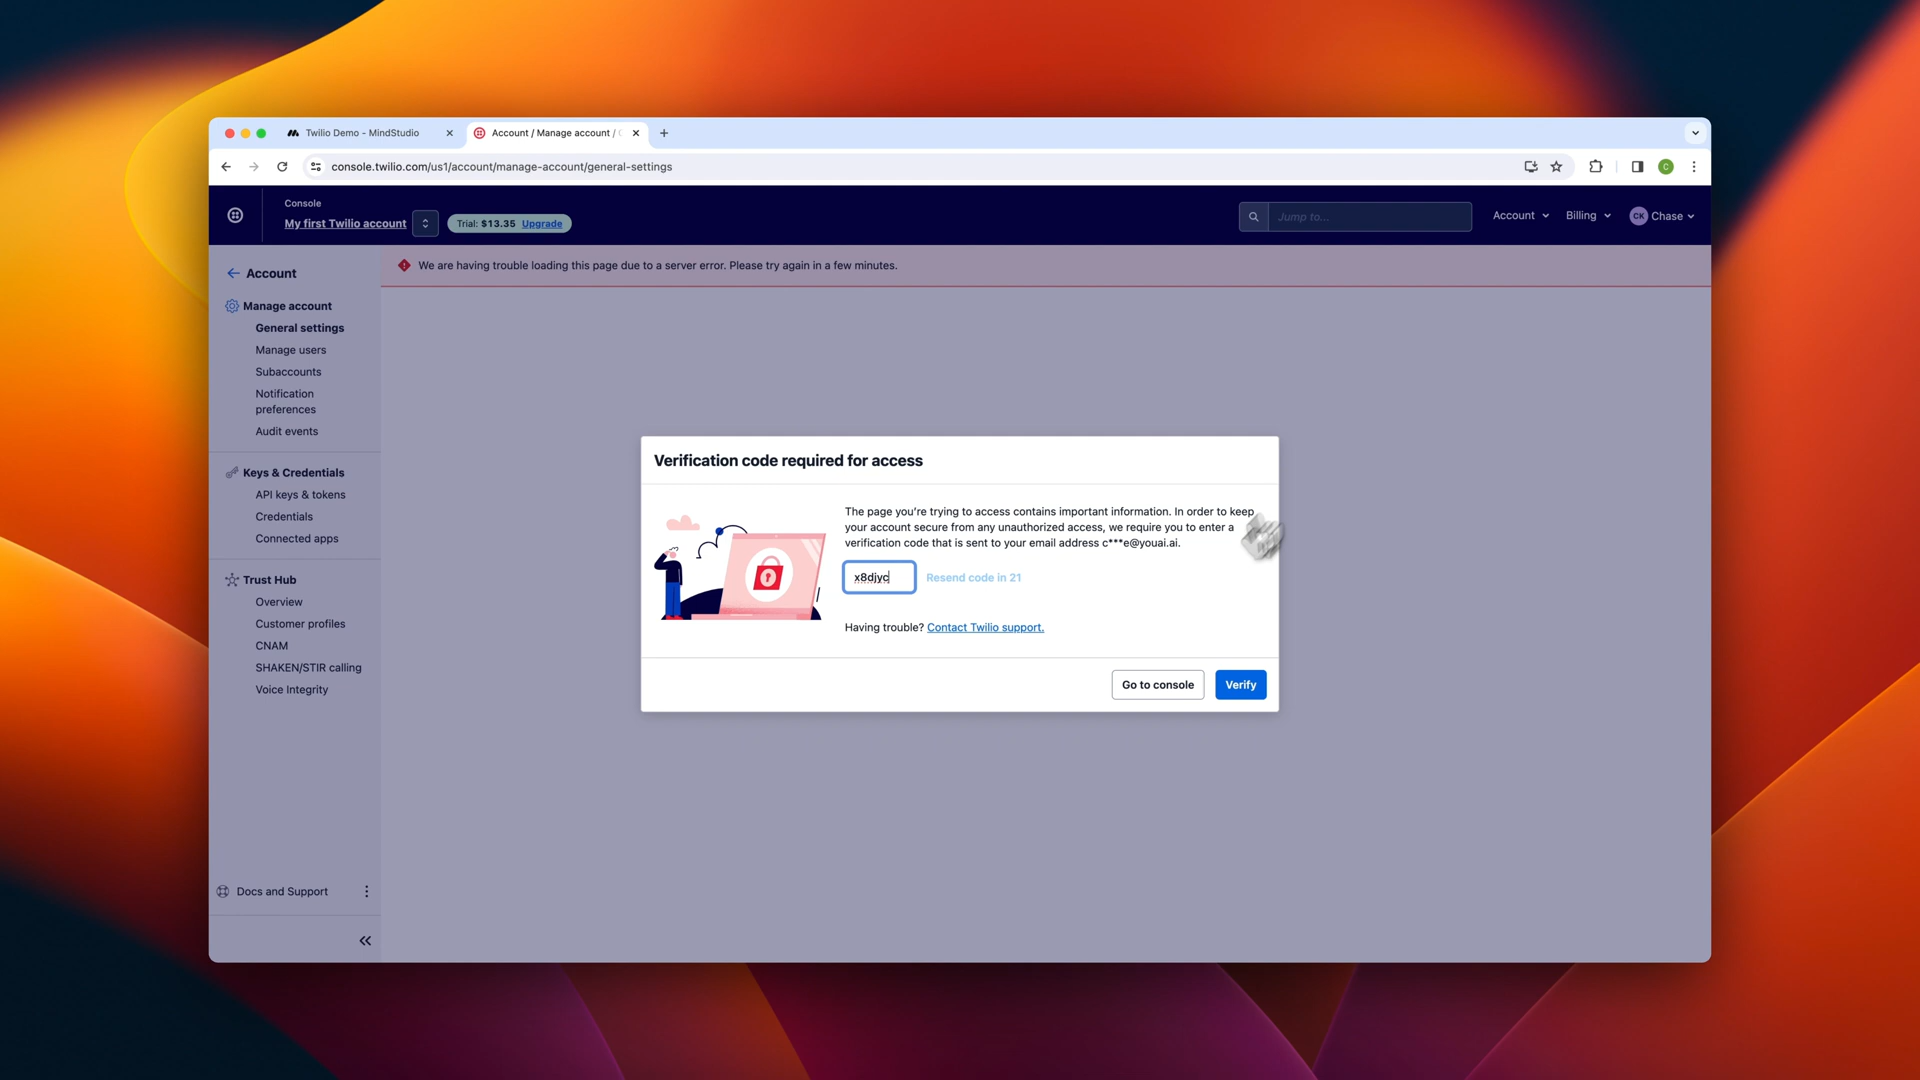 Twilio Demo - MindStudio
Account / Manage account /
console.twilio.com/us1/account/manage-account/general-settings
C
Console
My first Twilio account
Trial: $13.35 Upgrade
Jump to...
Account
Billing
CK Chase
Account
We are having trouble loading this page due to a server error. Please try again in a few minutes.
Manage account
General settings
Manage users
Subaccounts
Notification
preferences
Audit events
Keys & Credentials
API keys & tokens
Credentials
Connected apps
Trust Hub
Overview
Customer profiles
CNAM
SHAKEN/STIR calling
Voice Integrity
Docs and Support
Verification code required for access
The page you're trying to access contains important information. In order to keep
your account secure from any unauthorized access, we require you to enter a
verification code that is sent to your email address c***e@youai.ai.
x8djyc
Resend code in 21
Having trouble? Contact Twilio support.
Go to console
Verify